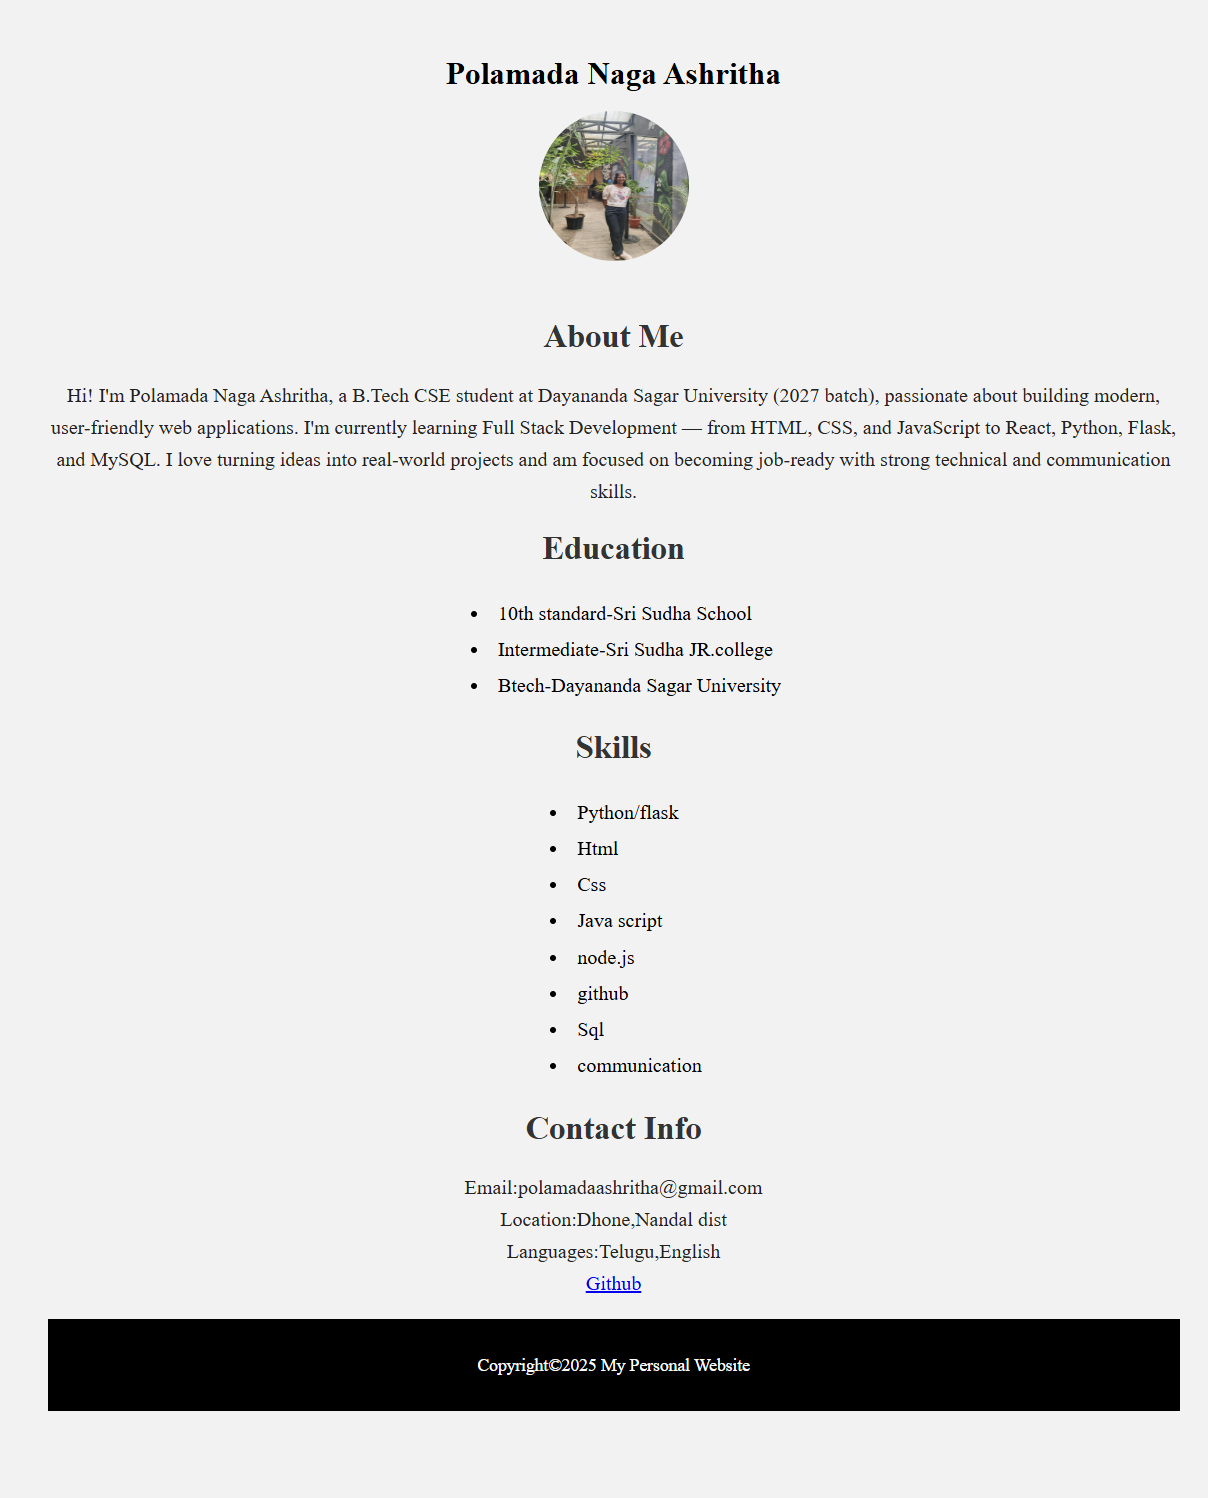 Polamada Naga Ashritha
About Me
Hi! I'm Polamada Naga Ashritha, a B.Tech CSE student at Dayananda Sagar University (2027 batch), passionate about building modern,
user-friendly web applications. I'm currently learning Full Stack Development — from HTML, CSS, and JavaScript to React, Python, Flask,
and MySQL. I love turning ideas into real-world projects and am focused on becoming job-ready with strong technical and communication
skills.
Education
• 10th standard-Sri Sudha School
• Intermediate-Sri Sudha JR.college
• Btech-Dayananda Sagar University
Skills
• Python/flask
• Html
• Css
• Java script
• node.js
• github
• Sql
• communication
Contact Info
Email:polamadaashritha@gmail.com
Location:Dhone,Nandal dist
Languages:Telugu,English
Github
Copyright©2025 My Personal Website